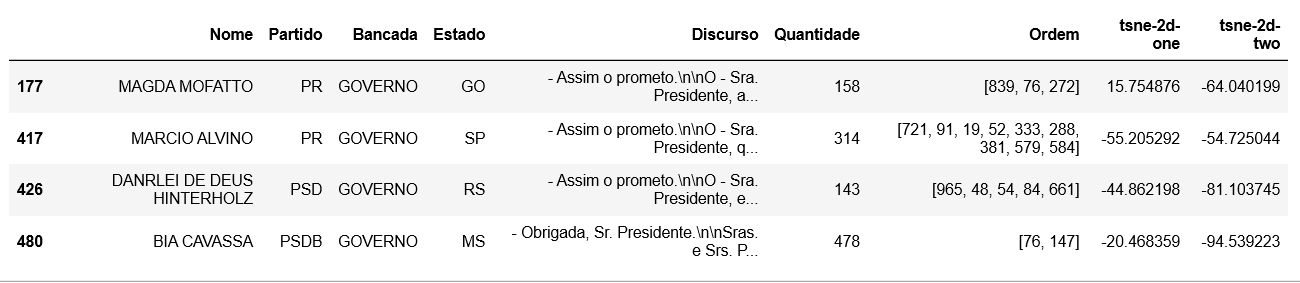 Nome Partido Bancada Estado Discurso Quantidade Ordem tsne-2d-one tsne-2d-two
177 MAGDA MOFATTO PR GOVERNO GO - Assim o prometo.\n\nO - Sra. Presidente, a... 158 [839, 76, 272] 15.754876 -64.040199
417 MARCIO ALVINO PR GOVERNO SP - Assim o prometo.\n\nO - Sra. Presidente, q... 314 [721, 91, 19, 52, 333, 288, 381, 579, 584] -55.205292 -54.725044
426 DANRLEI DE DEUS HINTERHOLZ PSD GOVERNO RS - Assim o prometo.\n\nO - Sra. Presidente, e... 143 [965, 48, 54, 84, 661] -44.862198 -81.103745
480 BIA CAVASSA PSDB GOVERNO MS - Obrigada, Sr. Presidente.\n\nSras. e Srs. P... 478 [76, 147] -20.468359 -94.539223